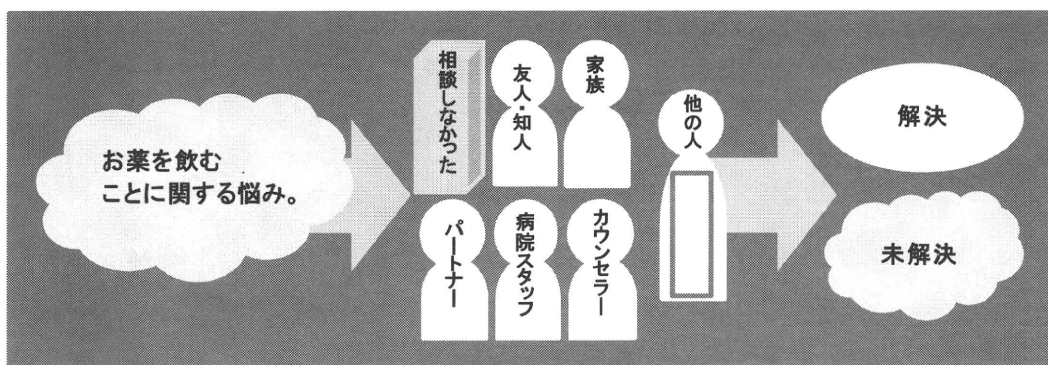 お薬を飲む
ことに関する悩み。
相談しなかった
友人・知人
家族
パートナー
病院スタッフ
カウンセラー
他の人
解決
未解決